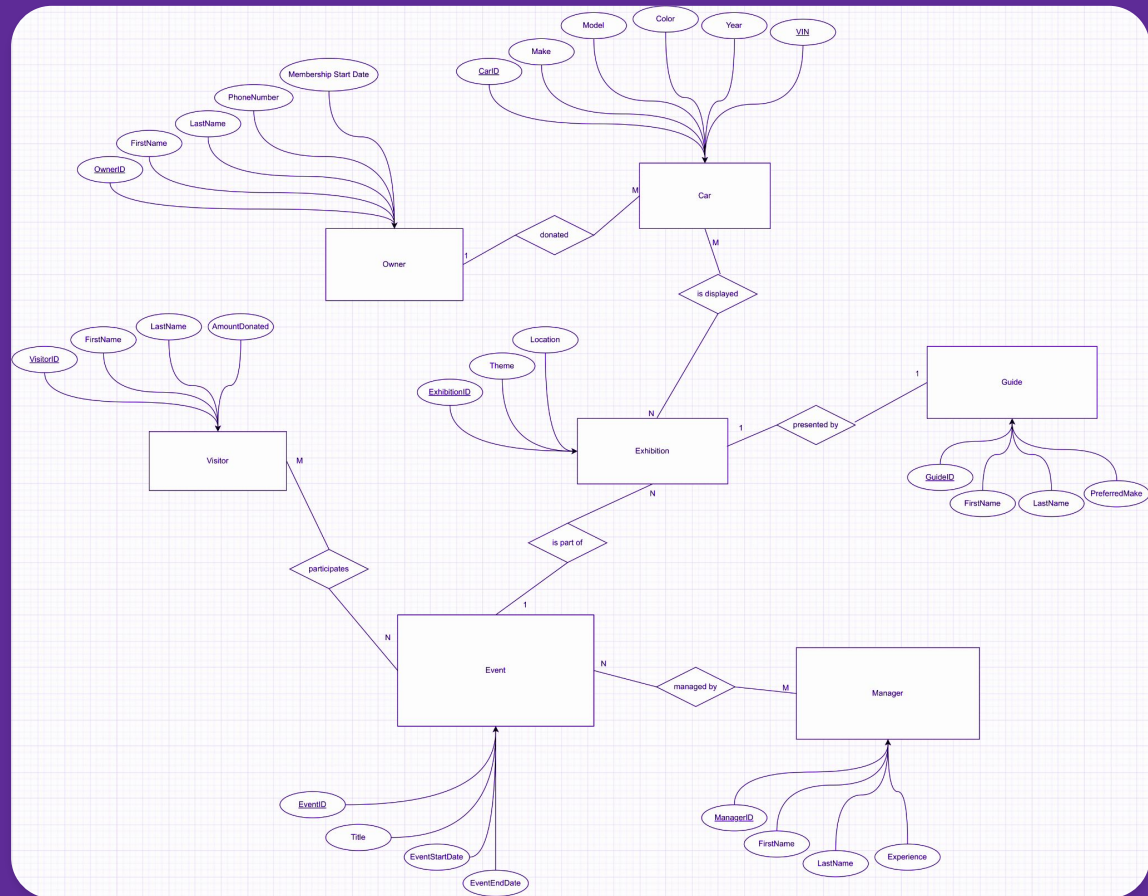 Model
Color
Year
VIN
Make
CarID
Membership Start Date
PhoneNumber
LastName
FirstName
OwnerID
M
Car
donated
1
Owner
M
is displayed
N
VisitorID
FirstName
LastName
AmountDonated
Visitor
M
Location
Theme
ExhibitionID
Exhibition
1
presented by
1
Guide
GuideID
FirstName
LastName
PreferredMake
N
is part of
1
participates
N
Event
N
managed by
M
Manager
EventID
Title
EventStartDate
EventEndDate
ManagerID
FirstName
LastName
Experience